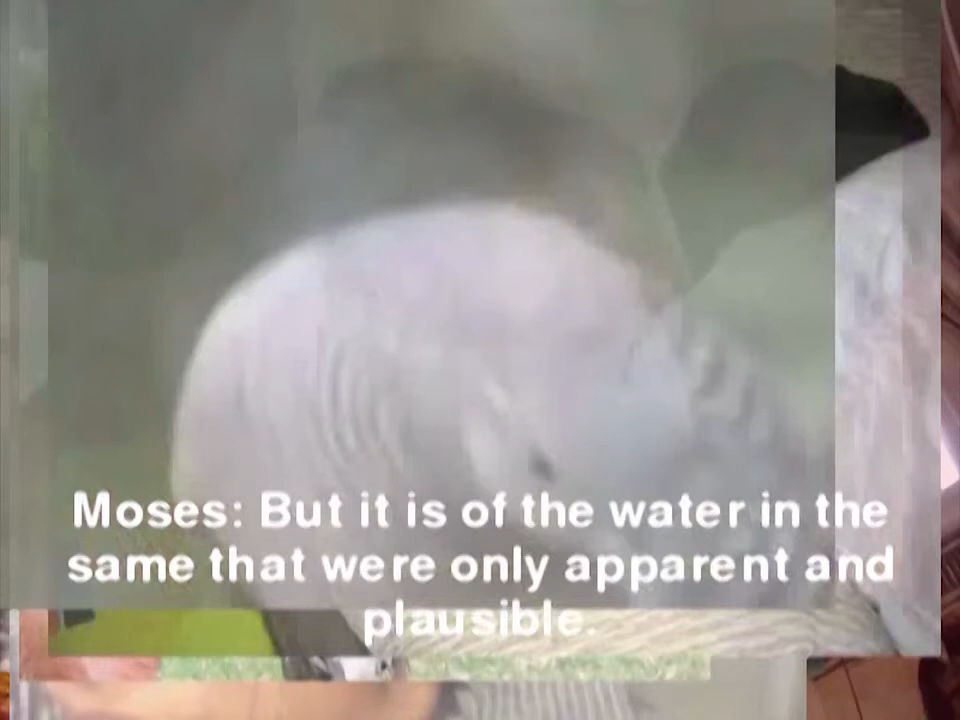 Moses: But it is of the water in the
same that were only apparent and
plausible.